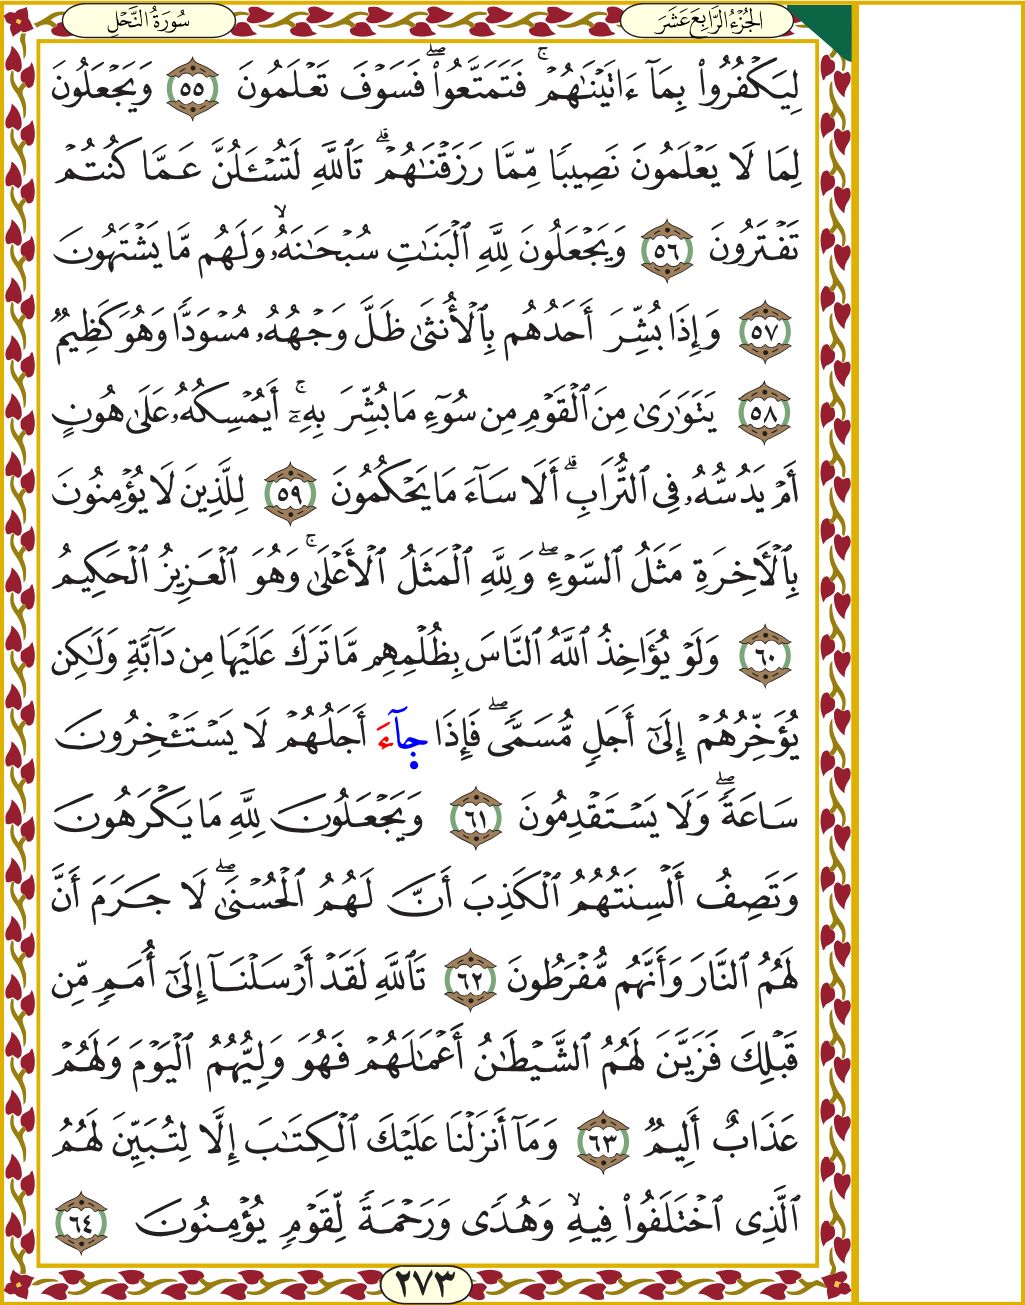 الجُزْءُ الرَّابِعَ عَشَرَ
سُورَةُ النَّحْلِ
لِيَكْفُرُوا۟ بِمَآ ءَاتَيْنَٰهُمْ ۚ فَتَمَتَّعُوا۟ ۖ فَسَوْفَ تَعْلَمُونَ ٥٥ وَيَجْعَلُونَ
لِمَا لَا يَعْلَمُونَ نَصِيبًا مِّمَّا رَزَقْنَٰهُمْ ۗ تَٱللَّهِ لَتُسْـَٔلُنَّ عَمَّا كُنتُمْ
تَفْتَرُونَ ٥٦ وَيَجْعَلُونَ لِلَّهِ ٱلْبَنَٰتِ سُبْحَٰنَهُۥ ۙ وَلَهُم مَّا يَشْتَهُونَ
٥٧ وَإِذَا بُشِّرَ أَحَدُهُم بِٱلْأُنثَىٰ ظَلَّ وَجْهُهُۥ مُسْوَدًّا وَهُوَ كَظِيمٌ
٥٨ يَتَوَٰرَىٰ مِنَ ٱلْقَوْمِ مِن سُوٓءِ مَا بُشِّرَ بِهِۦٓ ۚ أَيُمْسِكُهُۥ عَلَىٰ هُونٍ
أَمْ يَدُسُّهُۥ فِى ٱلتُّرَابِ ۗ أَلَا سَآءَ مَا يَحْكُمُونَ ٥٩ لِلَّذِينَ لَا يُؤْمِنُونَ
بِٱلْـَٔاخِرَةِ مَثَلُ ٱلسَّوْءِ ۖ وَلِلَّهِ ٱلْمَثَلُ ٱلْأَعْلَىٰ ۚ وَهُوَ ٱلْعَزِيزُ ٱلْحَكِيمُ
٦٠ وَلَوْ يُؤَاخِذُ ٱللَّهُ ٱلنَّاسَ بِظُلْمِهِم مَّا تَرَكَ عَلَيْهَا مِن دَآبَّةٍ وَلَٰكِن
يُؤَخِّرُهُمْ إِلَىٰٓ أَجَلٍ مُّسَمًّى ۖ فَإِذَا جَآءَ أَجَلُهُمْ لَا يَسْتَـْٔخِرُونَ
سَاعَةً ۖ وَلَا يَسْتَقْدِمُونَ ٦١ وَيَجْعَلُونَ لِلَّهِ مَا يَكْرَهُونَ
وَتَصِفُ أَلْسِنَتُهُمُ ٱلْكَذِبَ أَنَّ لَهُمُ ٱلْحُسْنَىٰ ۖ لَا جَرَمَ أَنَّ
لَهُمُ ٱلنَّارَ وَأَنَّهُم مُّفْرَطُونَ ٦٢ تَٱللَّهِ لَقَدْ أَرْسَلْنَآ إِلَىٰٓ أُمَمٍ مِّن
قَبْلِكَ فَزَيَّنَ لَهُمُ ٱلشَّيْطَٰنُ أَعْمَٰلَهُمْ فَهُوَ وَلِيُّهُمُ ٱلْيَوْمَ وَلَهُمْ
عَذَابٌ أَلِيمٌ ٦٣ وَمَآ أَنزَلْنَا عَلَيْكَ ٱلْكِتَٰبَ إِلَّا لِتُبَيِّنَ لَهُمُ
ٱلَّذِى ٱخْتَلَفُوا۟ فِيهِ ۙ وَهُدًى وَرَحْمَةً لِّقَوْمٍ يُؤْمِنُونَ ٦٤
٢٧٣